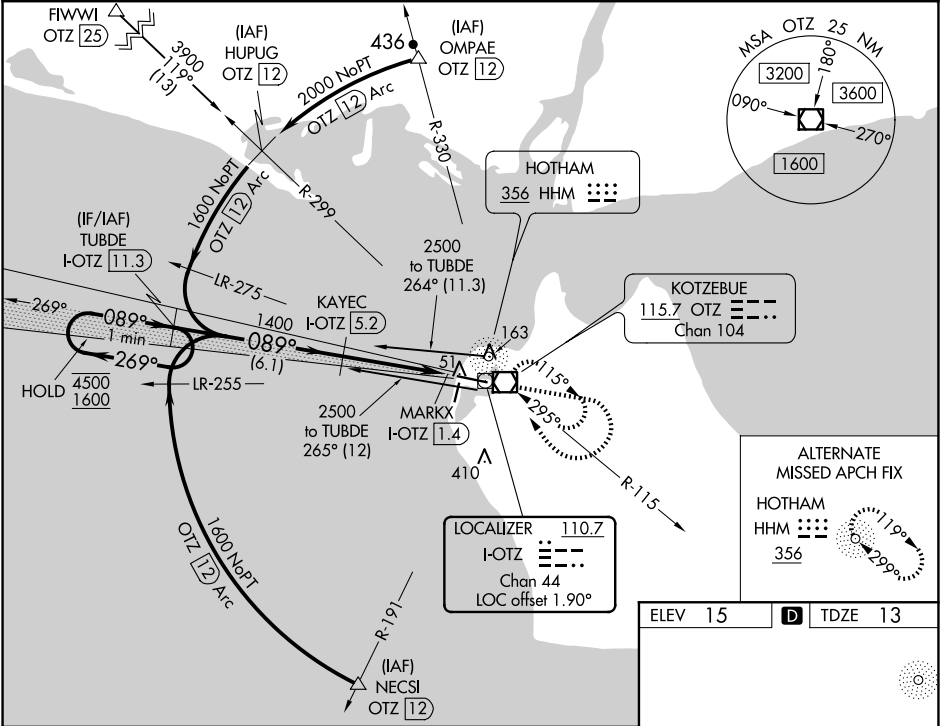 FIWWI
OTZ 25
3900
119°
(13)
(IAF)
HUPUG
OTZ 12
436
(IAF)
OMPAE
OTZ 12
2000 NoPT
OTZ 12 Arc
R-330
R-299
MSA OTZ 25 NM
3200
180°
3600
090°
270°
1600
HOTHAM
356 HHM
1600 NoPT
OTZ 12 Arc
(IF/IAF)
TUBDE
I-OTZ 11.3
LR-275
2500
to TUBDE
264° (11.3)
KAYEC
I-OTZ 5.2
KOTZEBUE
115.7 OTZ
Chan 104
269°
089°
1 min
269°
1400
089°
(6.1)
163
51
HOLD
4500
1600
LR-255
2500
to TUBDE
265° (12)
MARKX
I-OTZ 1.4
115°
295°
R-115
410
ALTERNATE
MISSED APCH FIX
HOTHAM
HHM
356
119°
299°
LOCALIZER 110.7
I-OTZ
Chan 44
LOC offset 1.90°
1600 NoPT
OTZ 12 Arc
R-191
(IAF)
NECSI
OTZ 12
ELEV 15 D TDZE 13